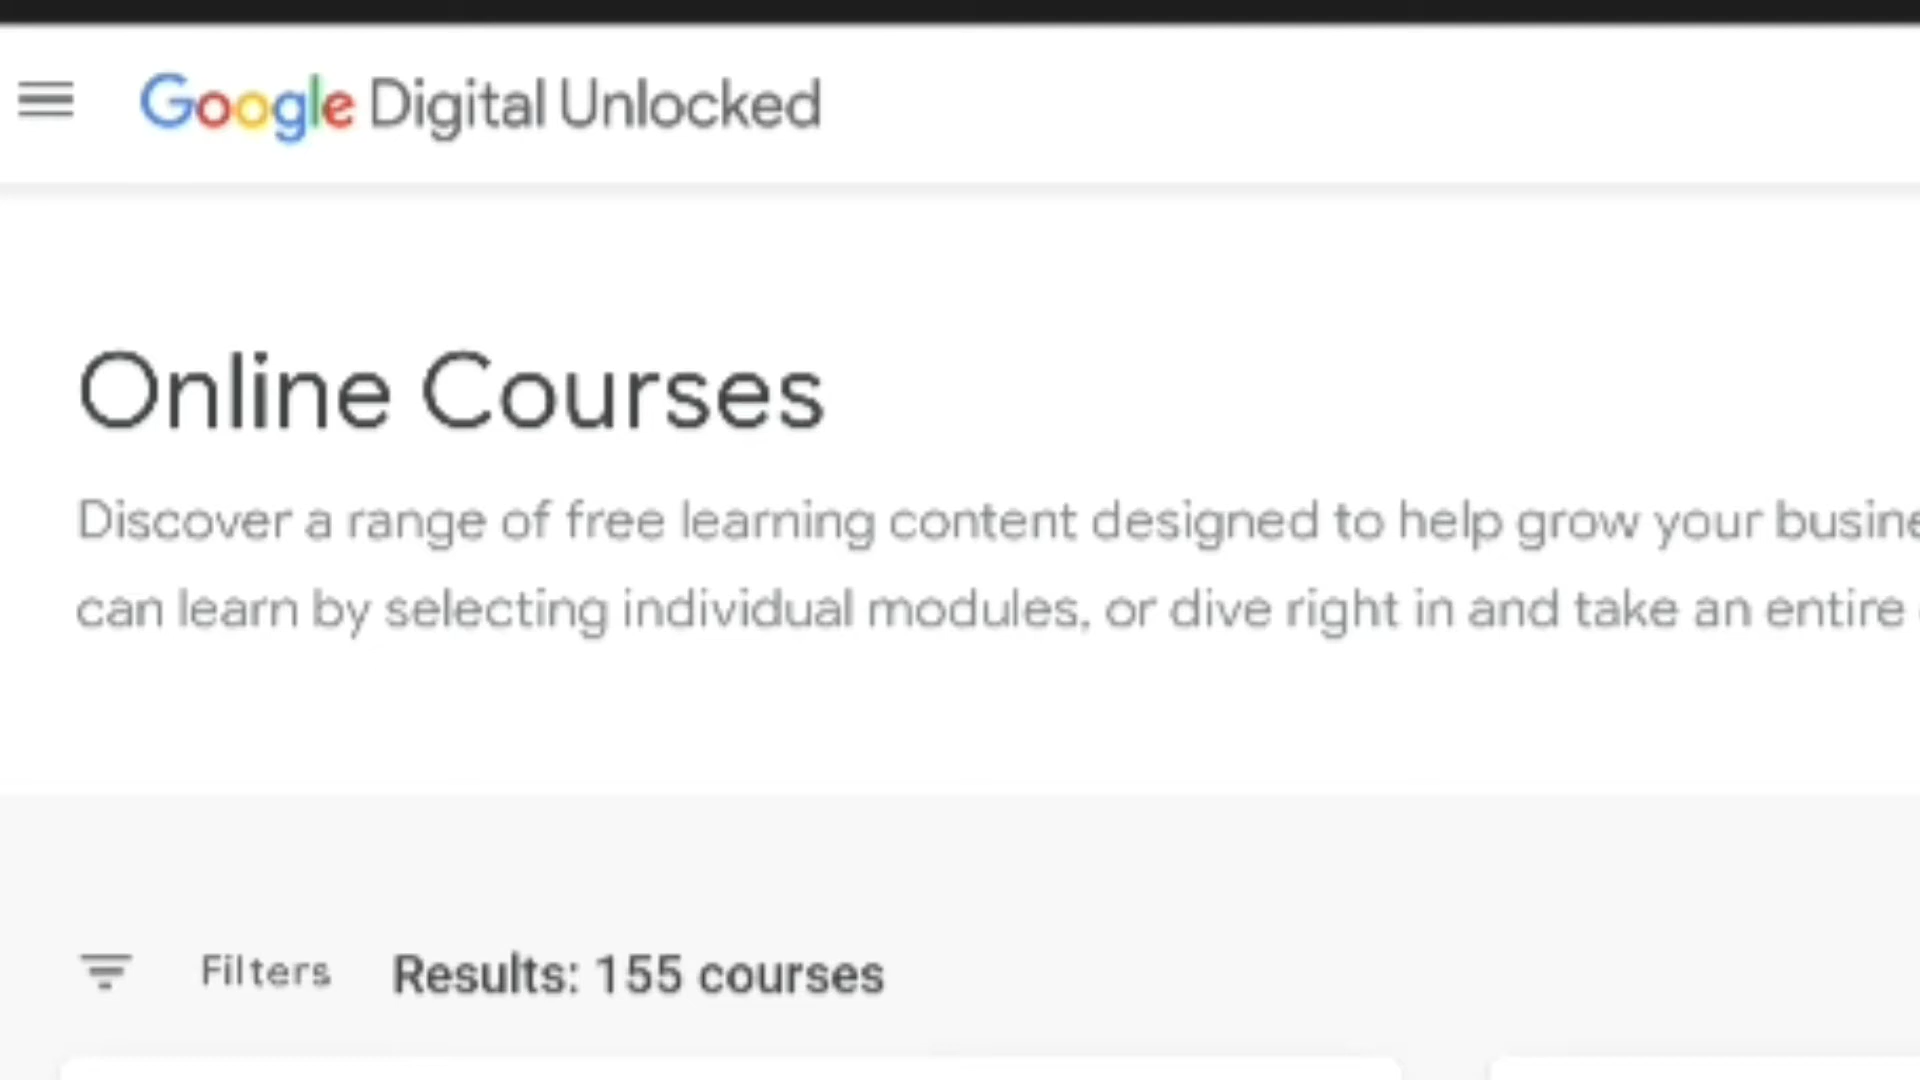 Google Digital Unlocked
Online Courses
Discover a range of free learning content designed to help grow your
can learn by selecting individual modules, or dive right in and take an entire
Filters
Results: 155 courses